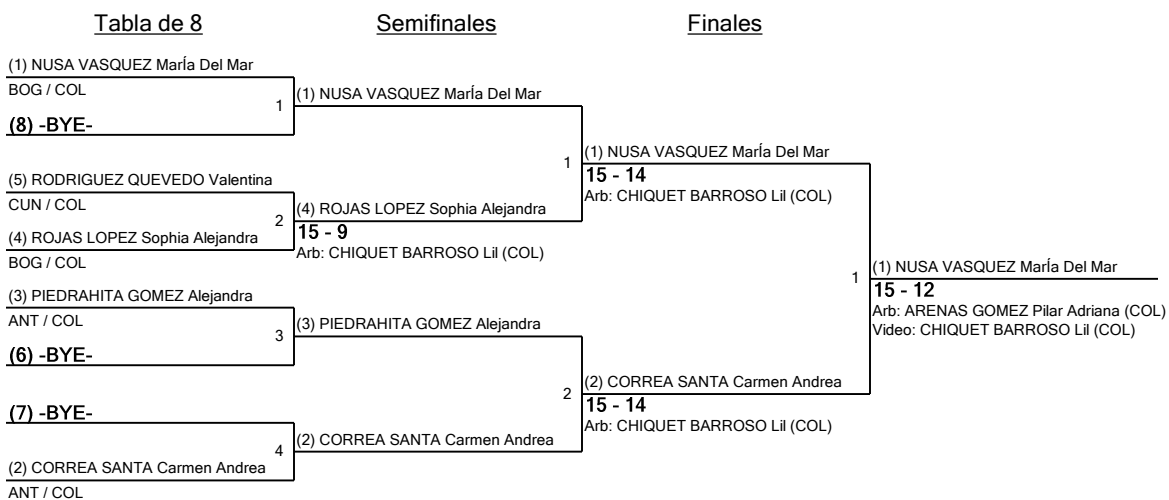 Tabla de 8
Semifinales
Finales
(1) NUSA VASQUEZ MarÍa Del Mar
BOG / COL
1
(8) -BYE-
(5) RODRIGUEZ QUEVEDO Valentina
CUN / COL
2
(4) ROJAS LOPEZ Sophia Alejandra
BOG / COL
(3) PIEDRAHITA GOMEZ Alejandra
ANT / COL
3
(6) -BYE-
(7) -BYE-
4
(2) CORREA SANTA Carmen Andrea
ANT / COL
(1) NUSA VASQUEZ MarÍa Del Mar
1
(4) ROJAS LOPEZ Sophia Alejandra
15 - 9
Arb: CHIQUET BARROSO Lil (COL)
(3) PIEDRAHITA GOMEZ Alejandra
2
(2) CORREA SANTA Carmen Andrea
(1) NUSA VASQUEZ MarÍa Del Mar
15 - 14
Arb: CHIQUET BARROSO Lil (COL)
1
(2) CORREA SANTA Carmen Andrea
15 - 14
Arb: CHIQUET BARROSO Lil (COL)
(1) NUSA VASQUEZ MarÍa Del Mar
15 - 12
Arb: ARENAS GOMEZ Pilar Adriana (COL)
Video: CHIQUET BARROSO Lil (COL)